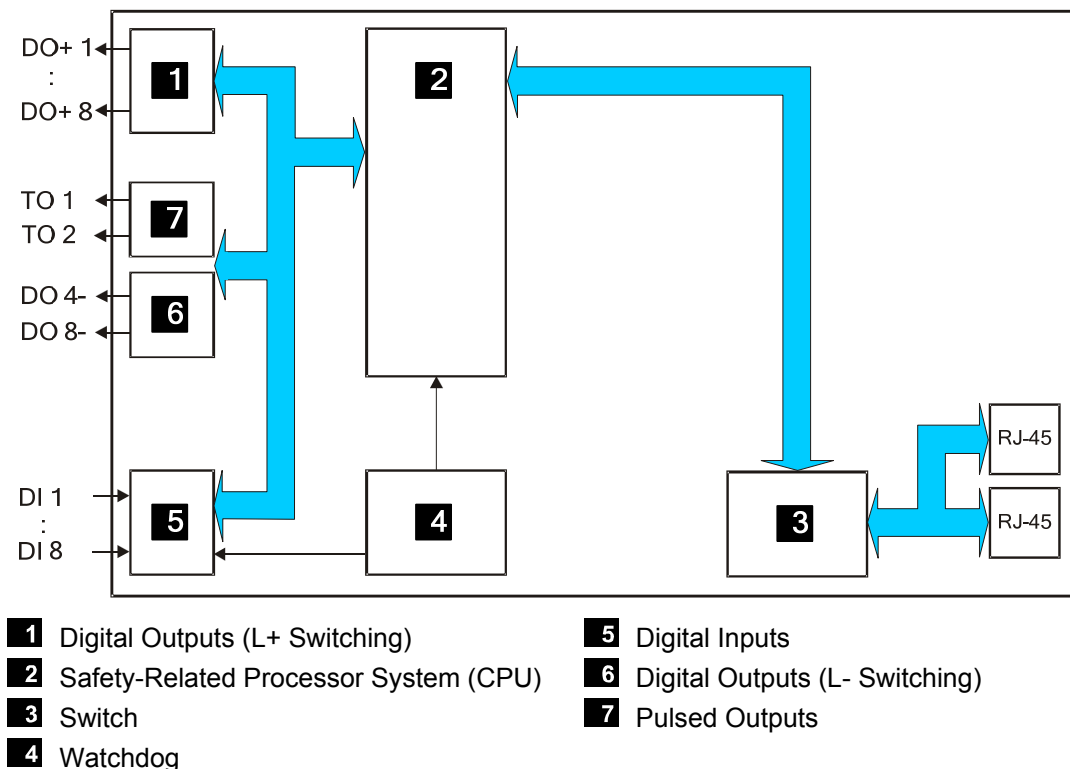 DO+ 1
:
DO+ 8
1
2
TO 1
TO 2
7
DO 4-
DO 8-
6
DI 1
:
DI 8
5
4
3
RJ-45
RJ-45
1 Digital Outputs (L+ Switching)
2 Safety-Related Processor System (CPU)
3 Switch
4 Watchdog
5 Digital Inputs
6 Digital Outputs (L- Switching)
7 Pulsed Outputs